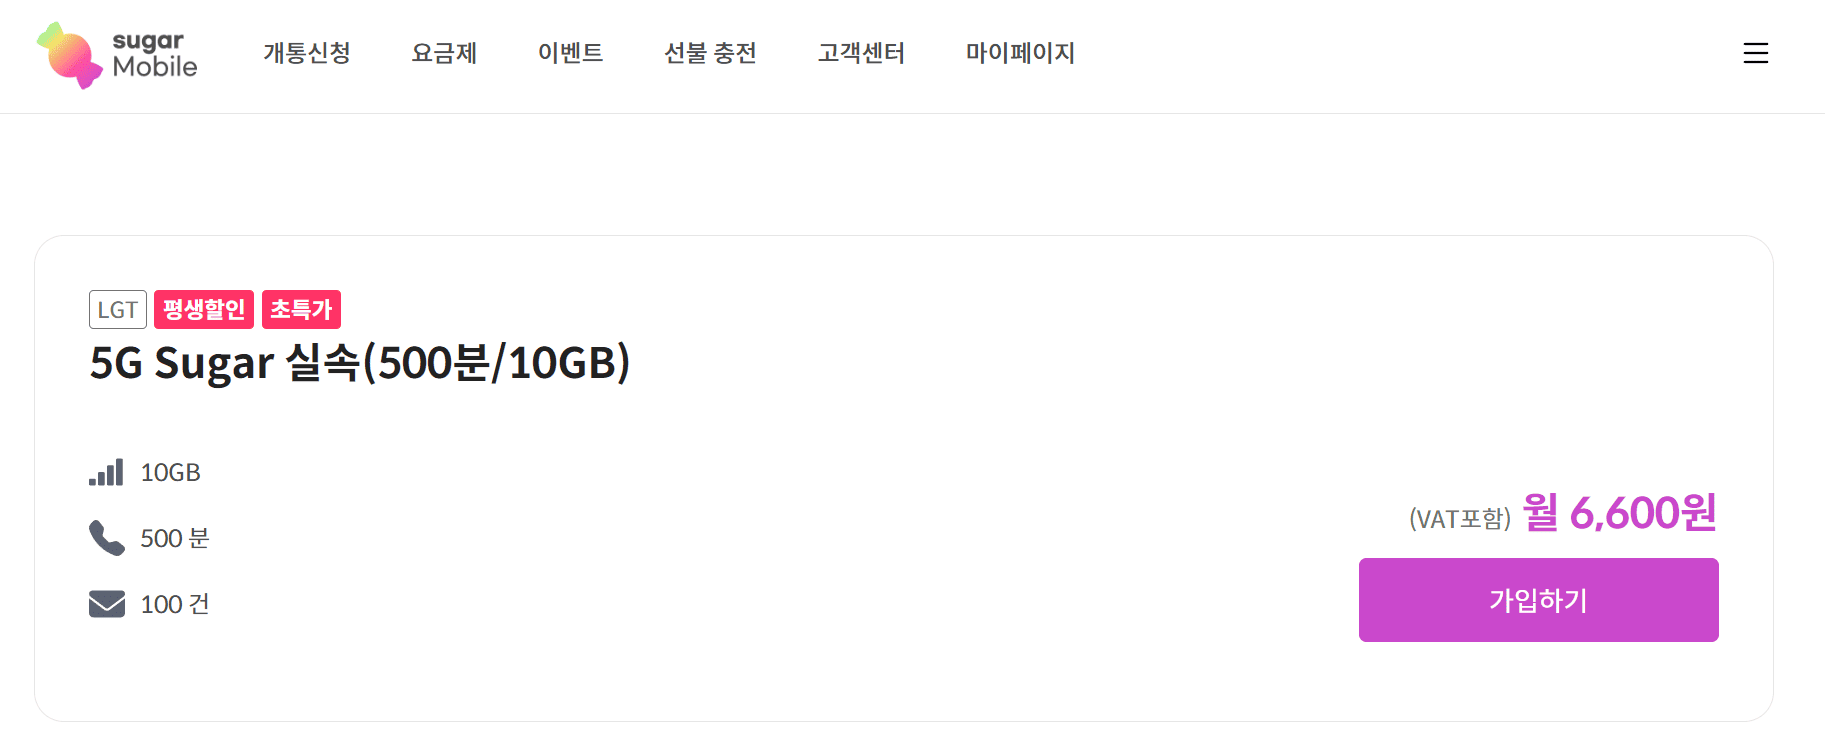 sugar
Mobile
개통신청 요금제 이벤트 선불 충전 고객센터 마이페이지
LGT 평생할인 초특가
5G Sugar 실속(500분/10GB)
10GB
500 분
100 건
(VAT포함) 월 6,600원
가입하기